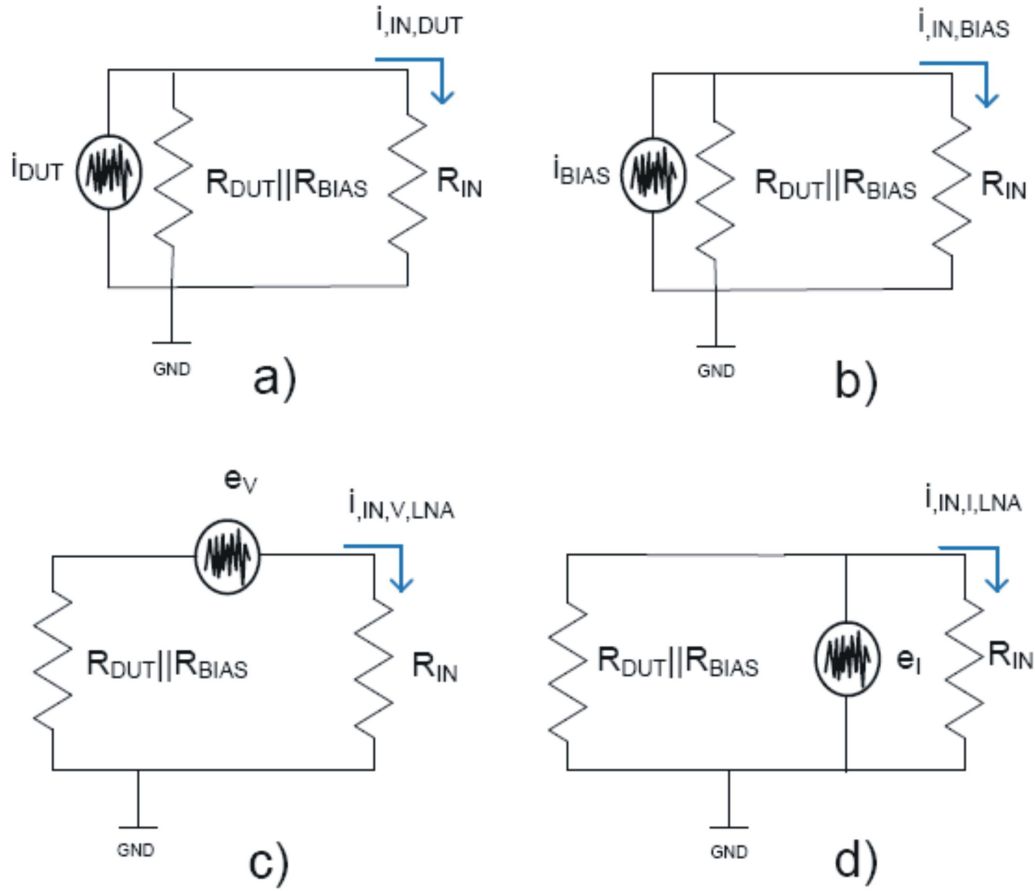 i,IN,DUT
iDUT
RDUT||RBIAS
RIN
GND
a)
i,IN,BIAS
iBIAS
RDUT||RBIAS
RIN
GND
b)
eV
i,IN,V,LNA
RDUT||RBIAS
RIN
GND
c)
i,IN,I,LNA
RDUT||RBIAS
eI
RIN
GND
d)